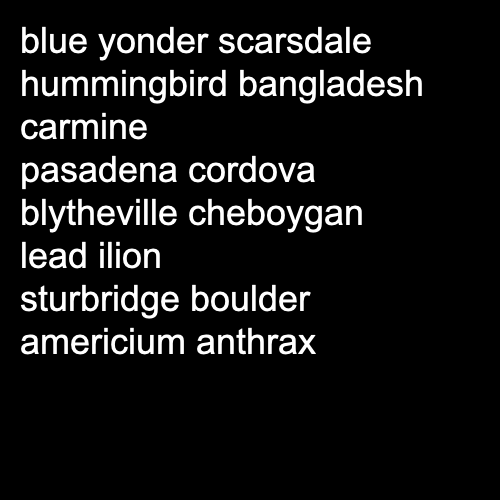 blue yonder scarsdale
hummingbird bangladesh
carmine
pasadena cordova
blytheville cheboygan
lead ilion
sturbridge boulder
americium anthrax